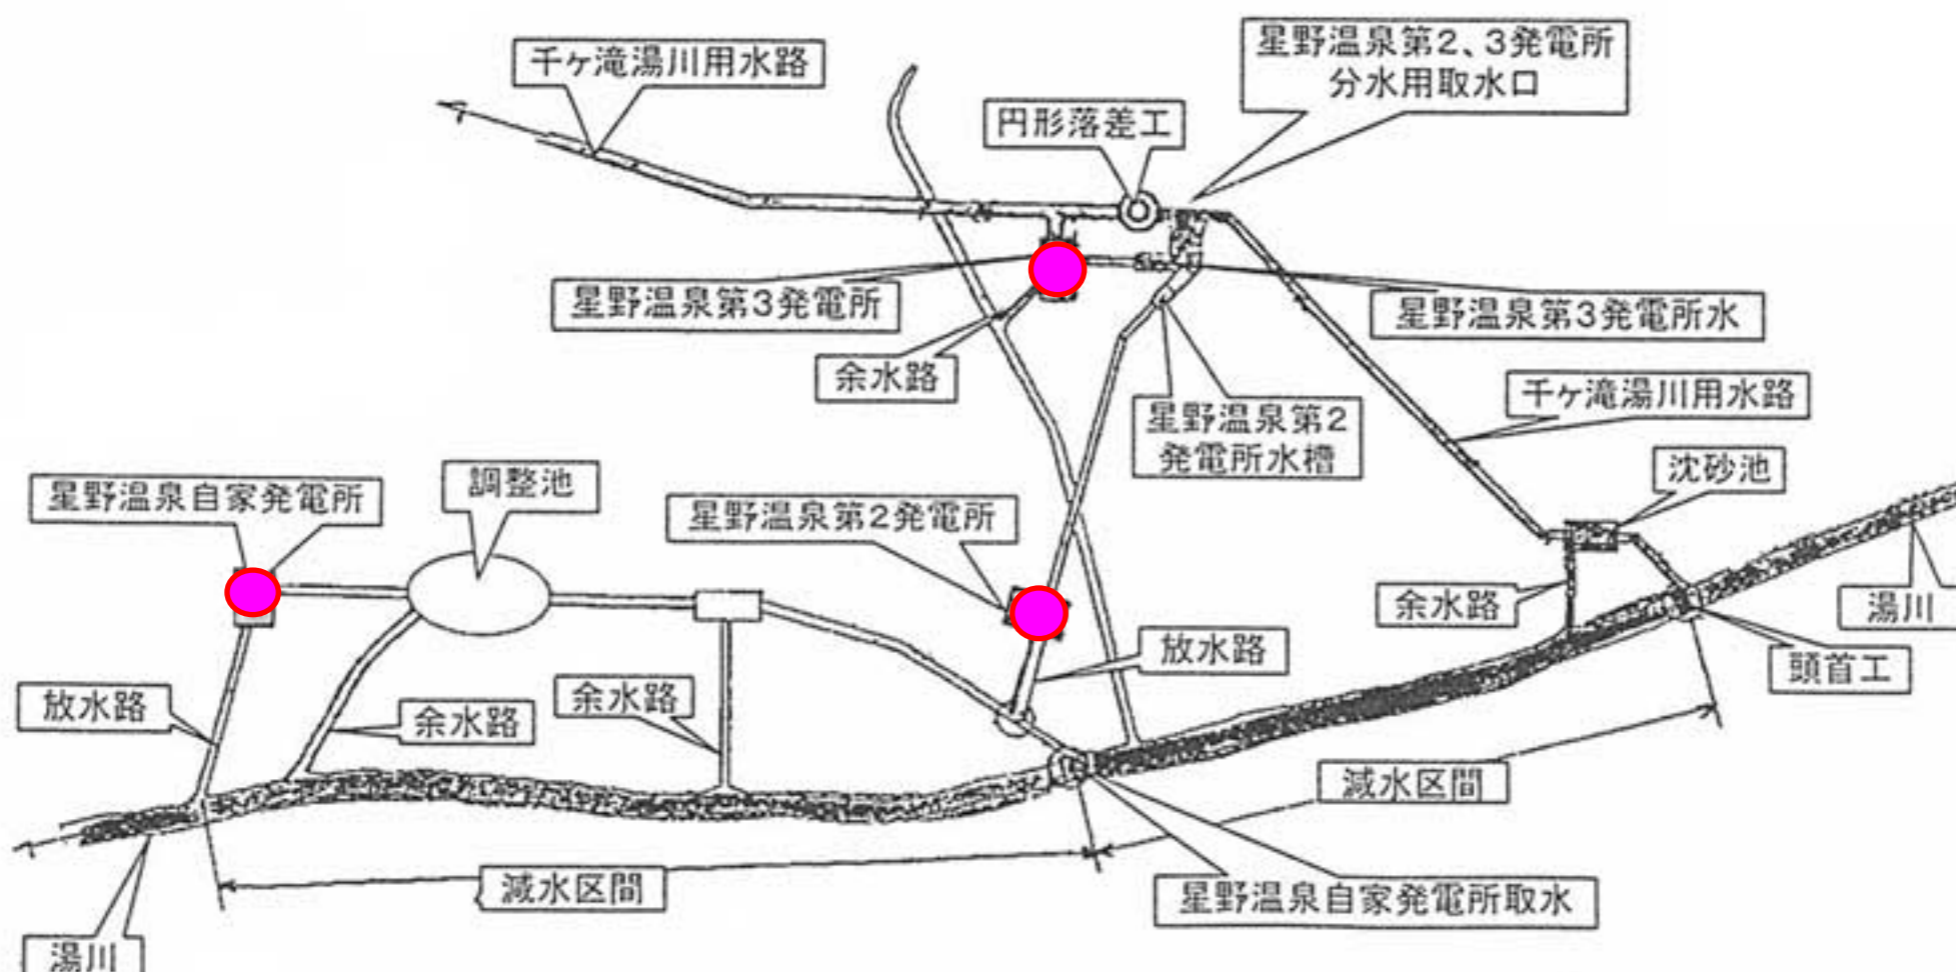 星野温泉第2、3発電所
分水用取水口
千ヶ滝湯川用水路
円形落差工
星野温泉第3発電所
星野温泉第3発電所水
余水路
千ヶ滝湯川用水路
星野温泉第2
発電所水槽
沈砂池
調整池
星野温泉自家発電所
星野温泉第2発電所
余水路
湯川
放水路
頭首工
余水路
放水路
余水路
減水区間
減水区間
星野温泉自家発電所取水
湯川